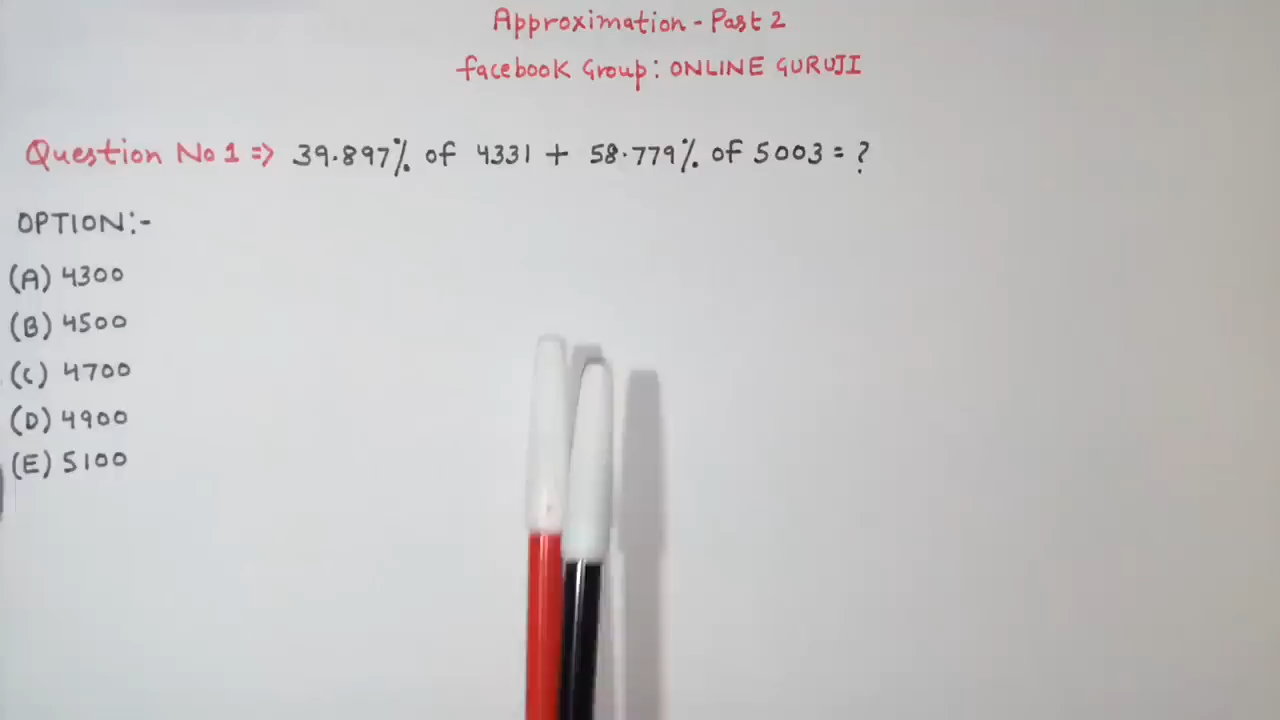 Approximation - Part 2
facebook Group: ONLINE GURUJI
Question No 1 => 39.897% of 4331 + 58.779% of 5003 = ?
OPTION:-
(A) 4300
(B) 4500
(C) 4700
(D) 4900
(E) 5100